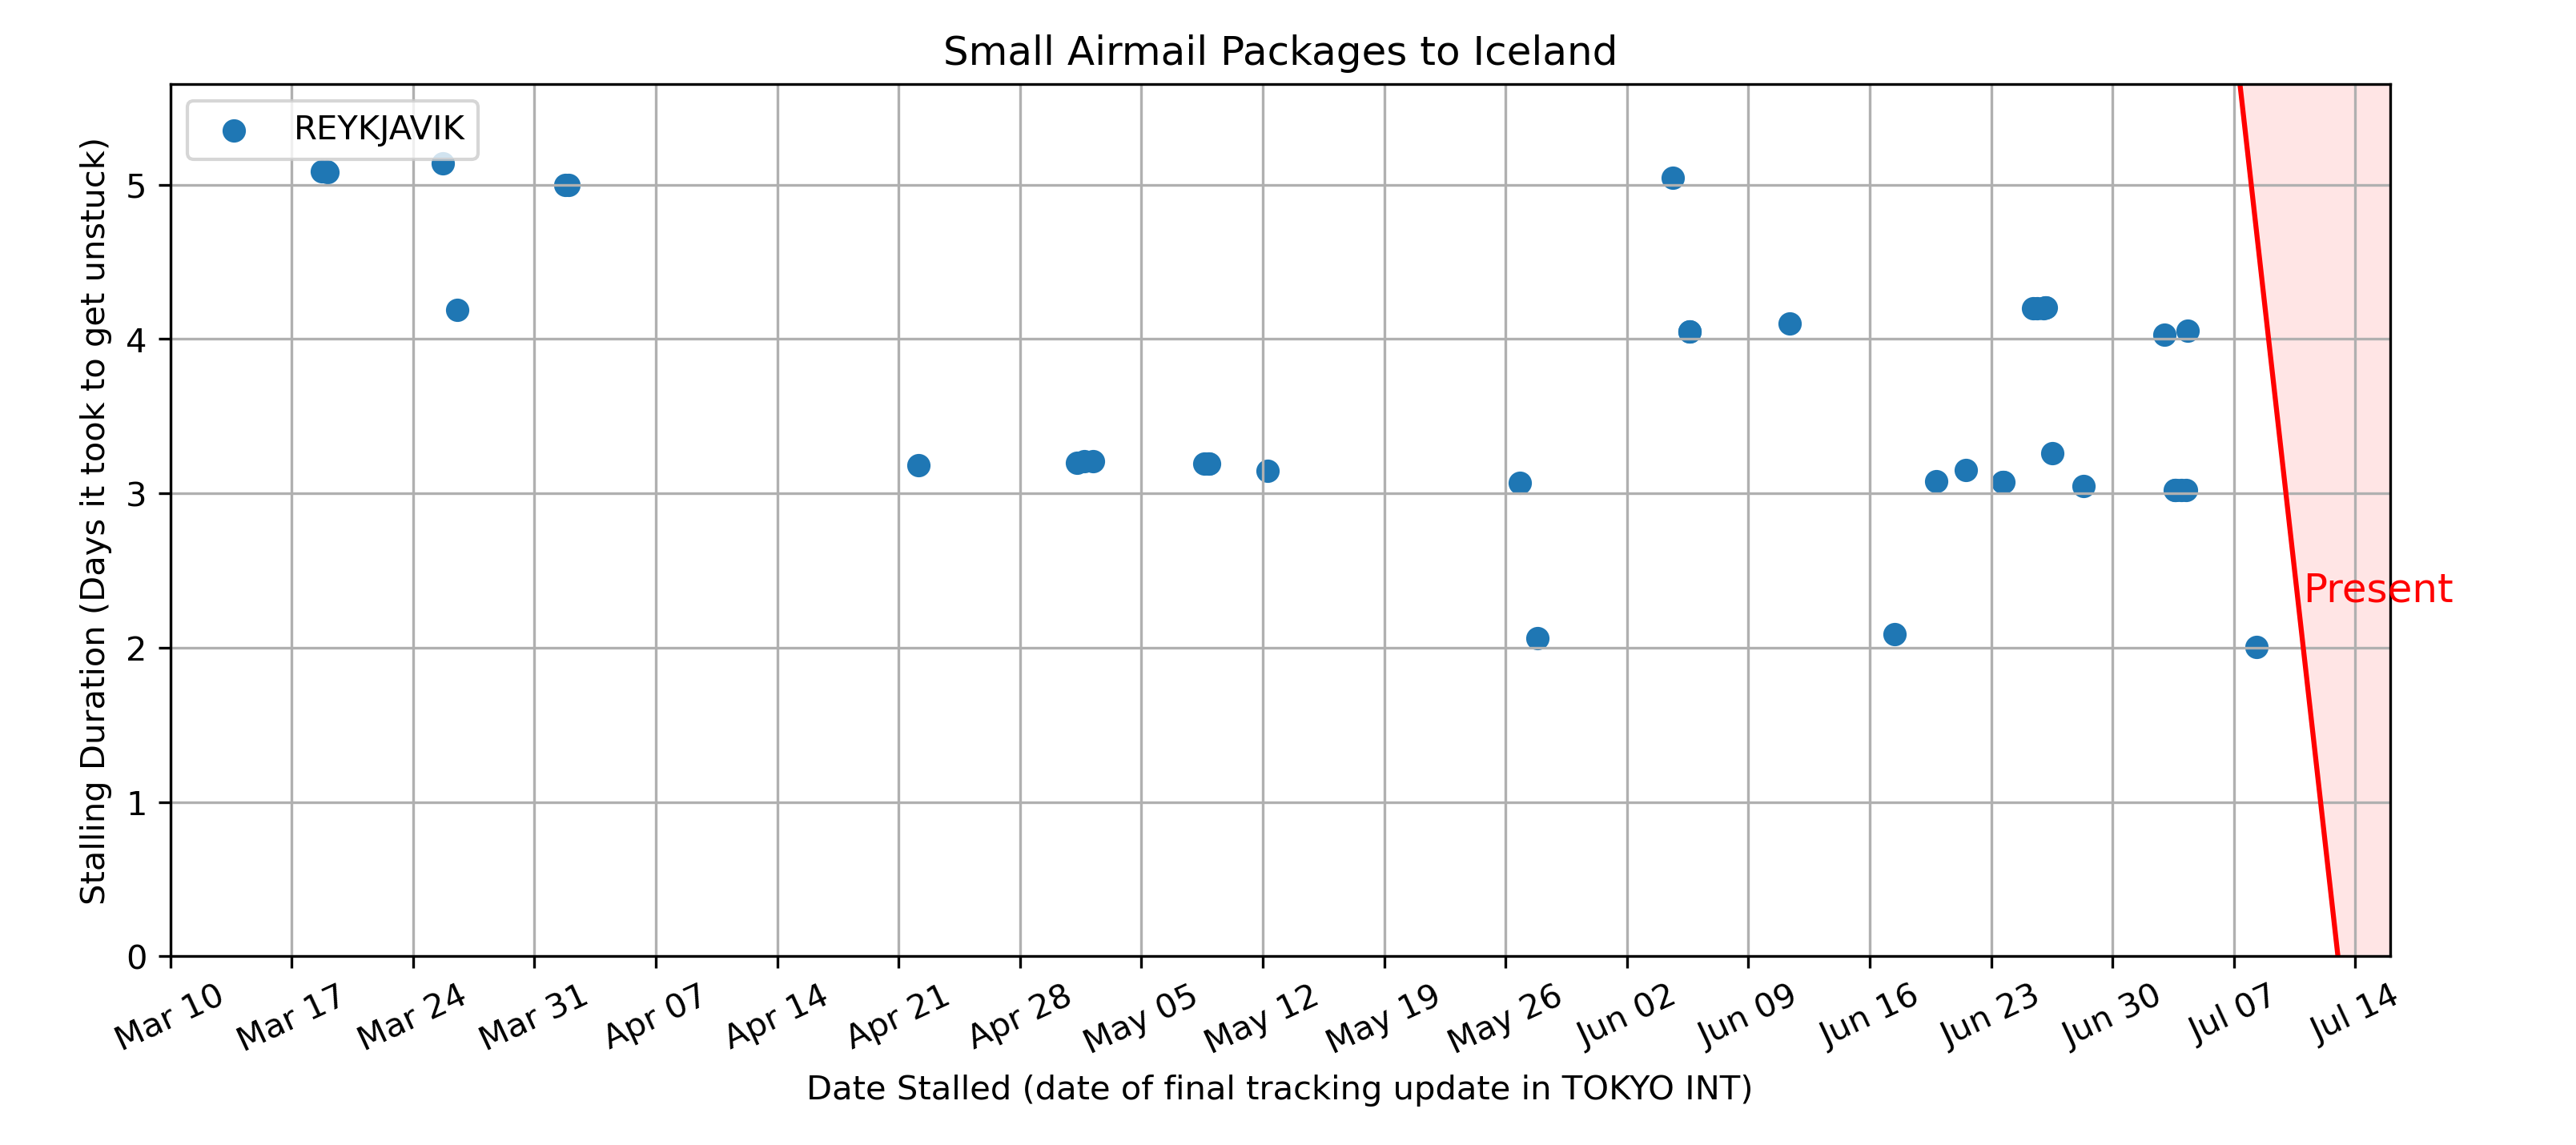 Small Airmail Packages to Iceland
REYKJAVIK
Stalling Duration (Days it took to get unstuck)
5
4
3
2
1
0
Present
Mar 10 Mar 17 Mar 24 Mar 31 Apr 07 Apr 14 Apr 21 Apr 28 May 05 May 12 May 19 May 26 Jun 02 Jun 09 Jun 16 Jun 23 Jun 30 Jul 07 Jul 14
Date Stalled (date of final tracking update in TOKYO INT)